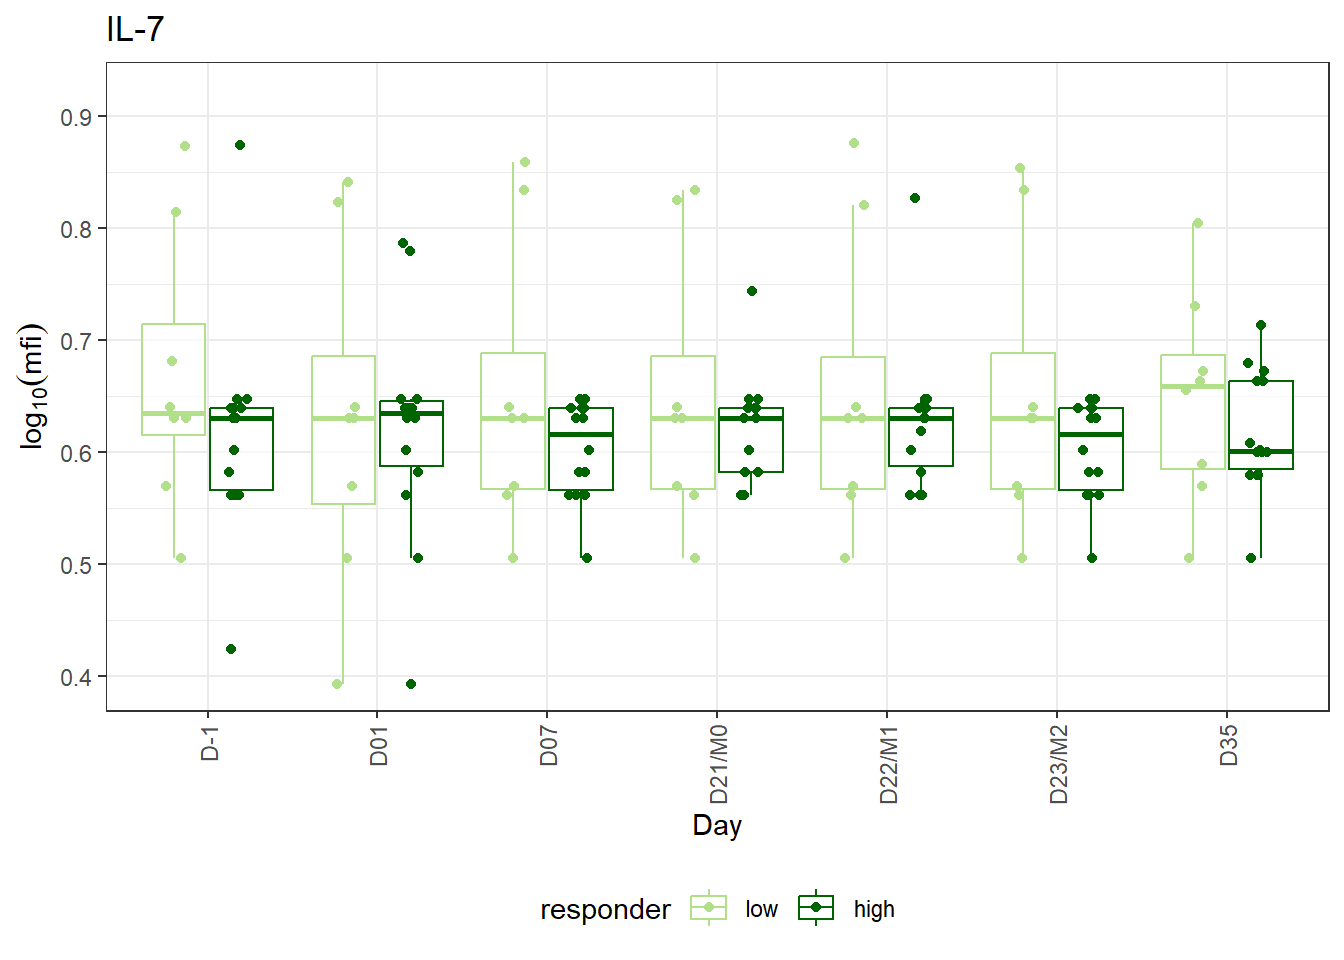 IL-7
0.9
0.8
0.7
0.6
0.5
0.4
log10(mfi)
D-1
D01
D07
D21/M0
D22/M1
D23/M2
D35
Day
responder low high